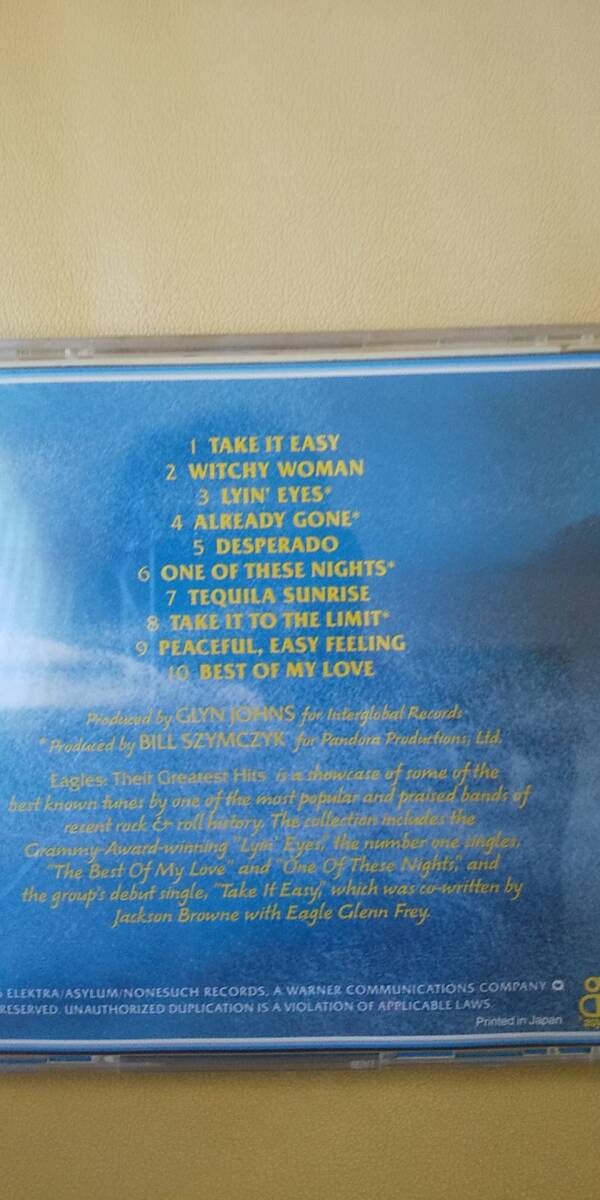 1 TAKE IT EASY
2 WITCHY WOMAN
3 LYIN' EYES*
4 ALREADY GONE*
5 DESPERADO
6 ONE OF THESE NIGHTS*
7 TEQUILA SUNRISE
8 TAKE IT TO THE LIMIT*
9 PEACEFUL, EASY FEELING
10 BEST OF MY LOVE
Produced by GLYN JOHNS for Interglobal Records
*Produced by BILL SZYMCZYK for Pandora Productions, Ltd.
Eagles: Their Greatest Hits is a showcase of some of the
best known tunes by one of the most popular and praised bands of
recent rock & roll history. The collection includes the
Grammy-Award-winning "Lyin' Eyes," the number one singles,
"The Best Of My Love" and "One Of These Nights," and
the group's debut single, "Take It Easy," which was co-written by
Jackson Browne with Eagle Glenn Frey.
ELEKTRA/ASYLUM/NONESUCH RECORDS. A WARNER COMMUNICATIONS COMPANY
RESERVED. UNAUTHORIZED DUPLICATION IS A VIOLATION OF APPLICABLE LAWS.
Printed in Japan